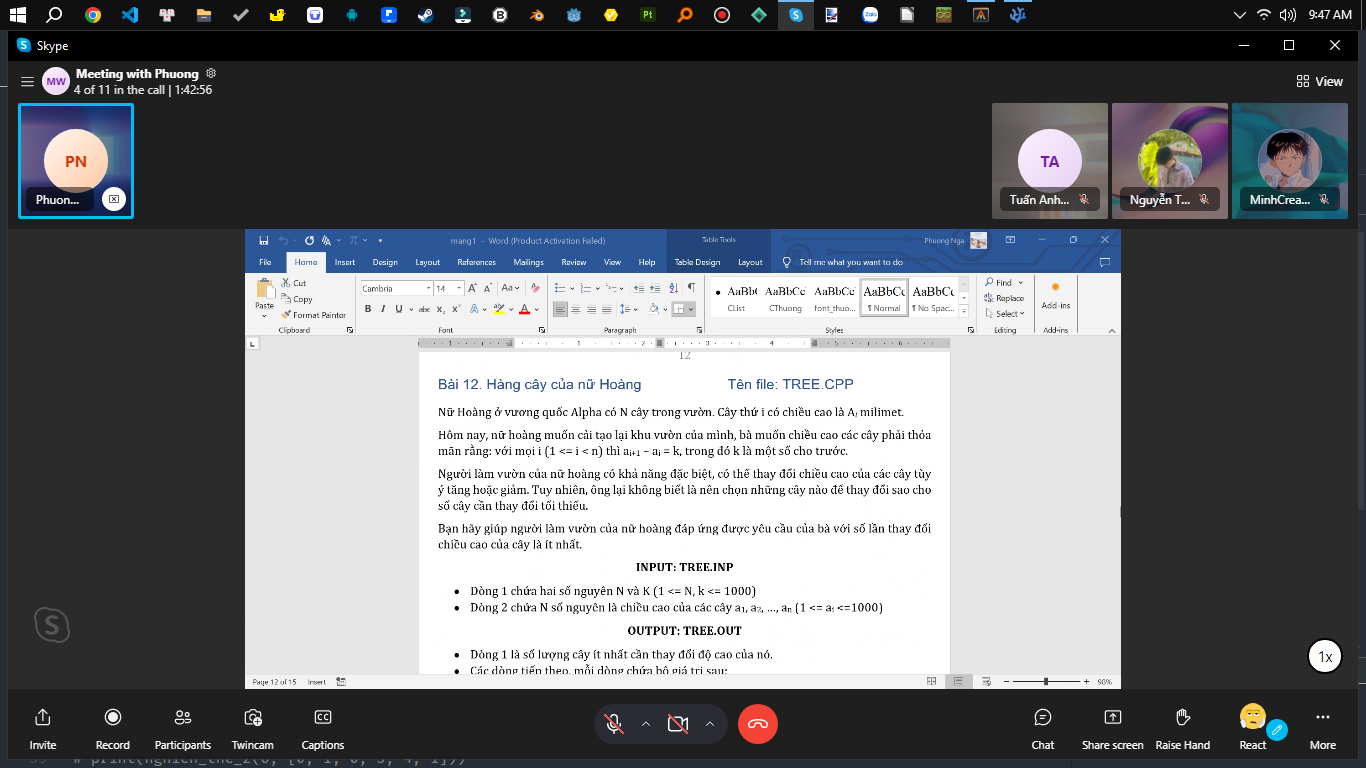 9:47 AM
Skype
MW
Meeting with Phuong
4 of 11 in the call | 1:42:56
View
PN
Phuon...
TA
Tuấn Anh...
Nguyễn T...
MinhCrea...
mang1 - Word (Product Activation Failed)
Table Tools
Phuong Nga
File Home Insert Design Layout References Mailings Review View Help Table Design Layout Tell me what you want to do
Paste
Cut
Copy
Format Painter
Clipboard
Cambria 14
Font
Paragraph
AaBb( AaBbCc AaBbCc AaBbCc AaBbCc
CList CThuong font_thuo... ¶ Normal ¶ No Spac...
Styles
Find
Replace
Select
Editing
Add-ins
Add-ins
12
Bài 12. Hàng cây của nữ Hoàng Tên file: TREE.CPP
Nữ Hoàng ở vương quốc Alpha có N cây trong vườn. Cây thứ i có chiều cao là Aᵢ milimet.
Hôm nay, nữ hoàng muốn cải tạo lại khu vườn của mình, bà muốn chiều cao các cây phải thỏa
mãn rằng: với mọi i (1 <= i < n) thì aᵢ₊₁ – aᵢ = k, trong đó k là một số cho trước.
Người làm vườn của nữ hoàng có khả năng đặc biệt, có thể thay đổi chiều cao của các cây tùy
ý tăng hoặc giảm. Tuy nhiên, ông lại không biết là nên chọn những cây nào để thay đổi sao cho
số cây cần thay đổi tối thiểu.
Bạn hãy giúp người làm vườn của nữ hoàng đáp ứng được yêu cầu của bà với số lần thay đổi
chiều cao của cây là ít nhất.
INPUT: TREE.INP
• Dòng 1 chứa hai số nguyên N và K (1 <= N, k <= 1000)
• Dòng 2 chứa N số nguyên là chiều cao của các cây a₁, a₂, ..., aₙ (1 <= aᵢ <=1000)
OUTPUT: TREE.OUT
• Dòng 1 là số lượng cây ít nhất cần thay đổi độ cao của nó.
• Các dòng tiếp theo, mỗi dòng chứa bộ giá trị sau:
Page 12 of 15 Insert 98%
1x
Invite Record Participants Twincam Captions Chat Share screen Raise Hand React More